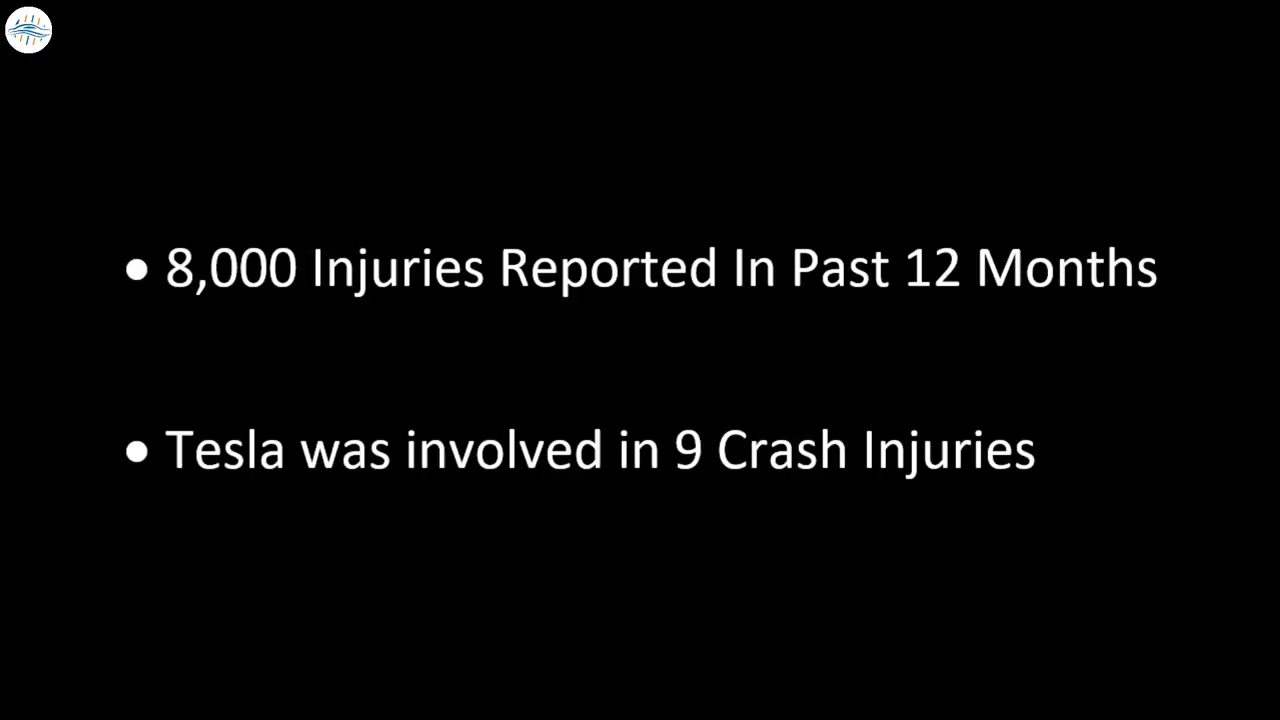 • 8,000 Injuries Reported In Past 12 Months
• Tesla was involved in 9 Crash Injuries